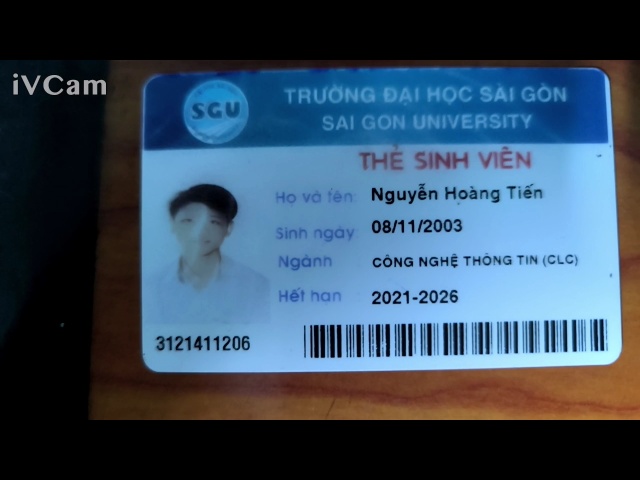 iVCam
SGU
TRƯỜNG ĐẠI HỌC SÀI GÒN
SAI GON UNIVERSITY
THẺ SINH VIÊN
Họ và tên: Nguyễn Hoàng Tiến
Sinh ngày: 08/11/2003
Ngành CÔNG NGHỆ THÔNG TIN (CLC)
Hết hạn 2021-2026
3121411206